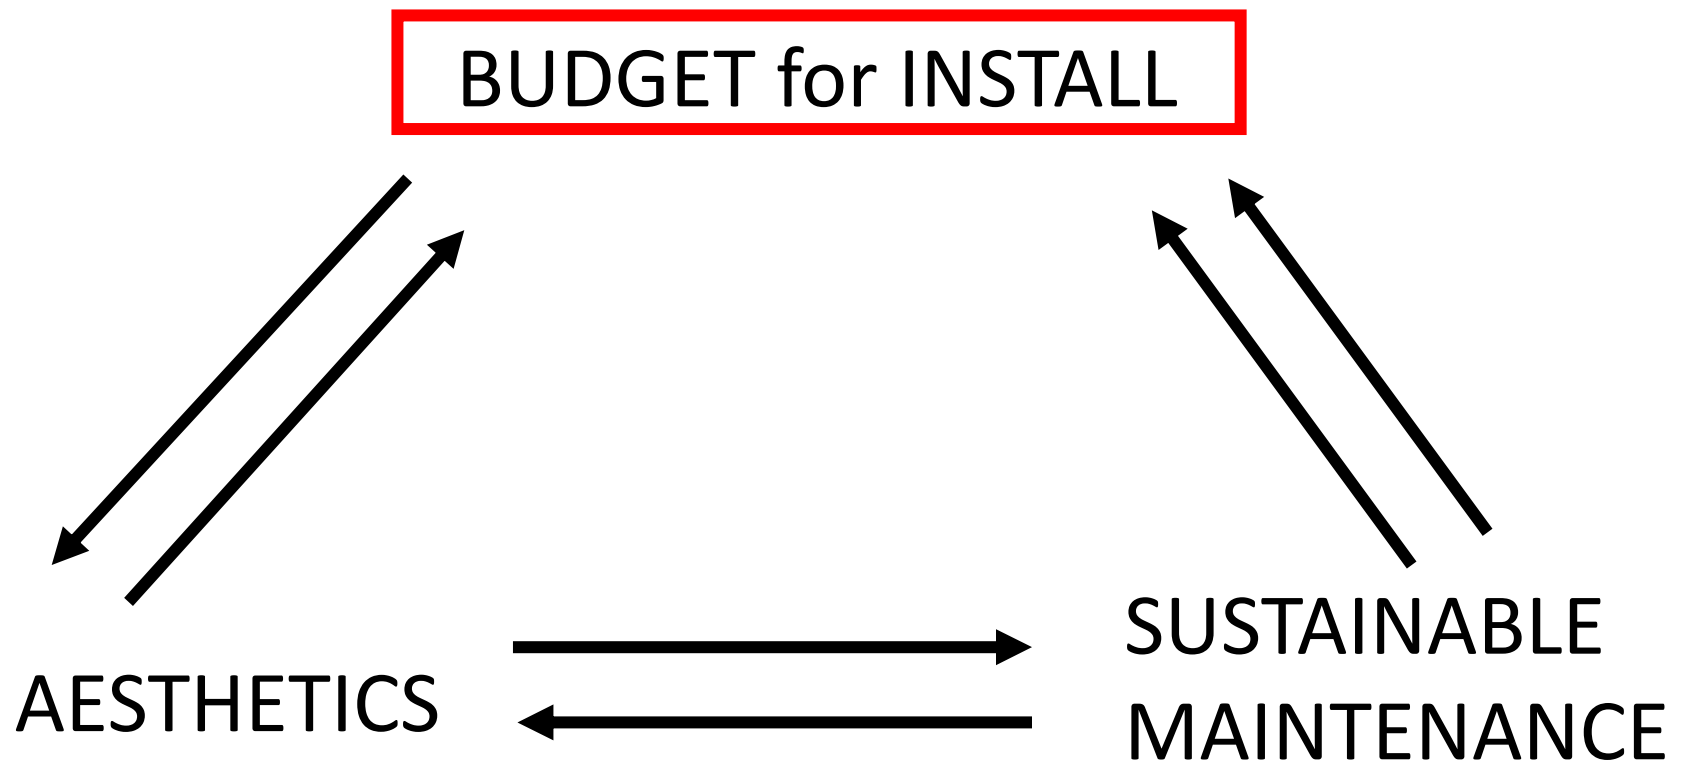 BUDGET for INSTALL
AESTHETICS
SUSTAINABLE
MAINTENANCE